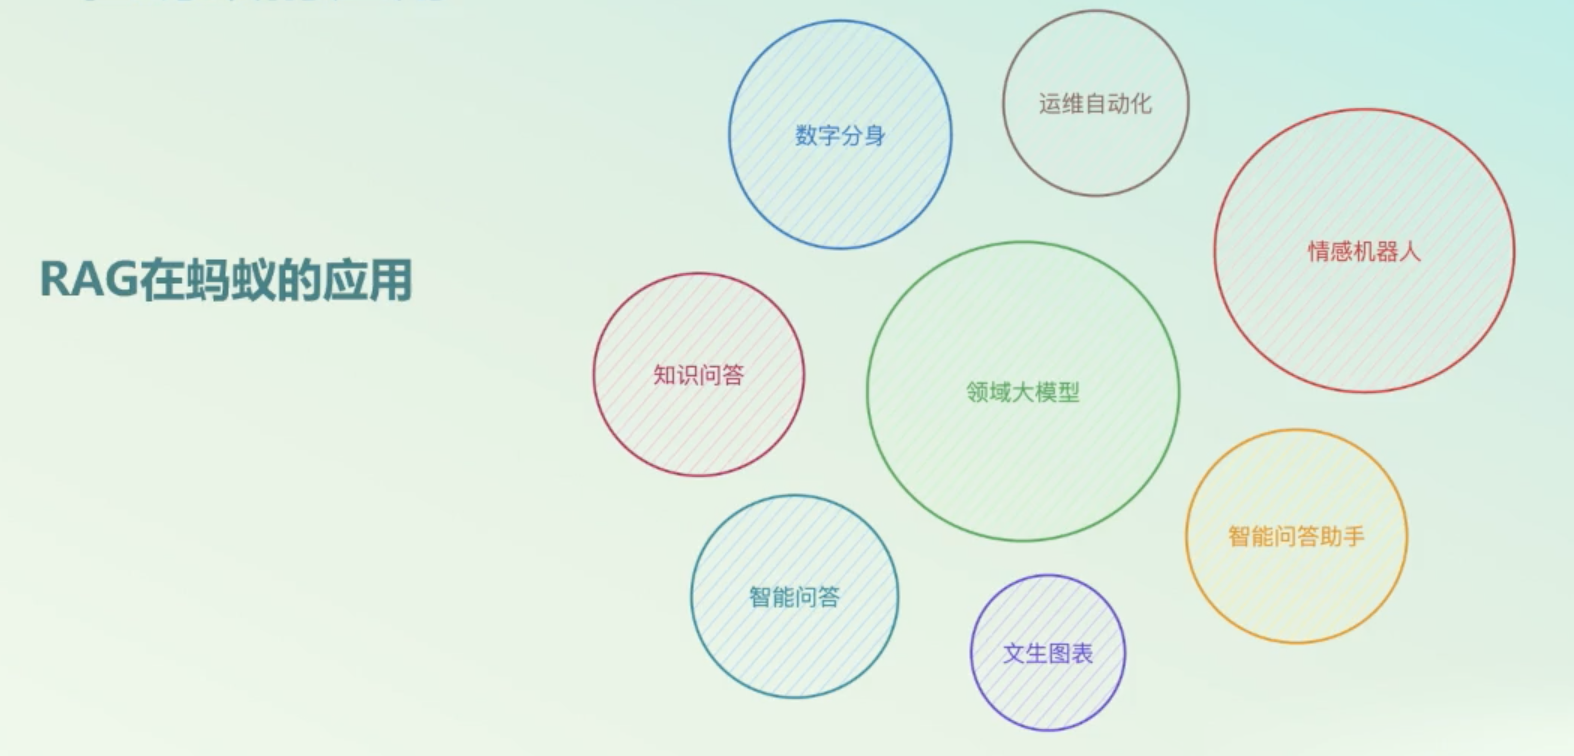 RAG在蚂蚁的应用
数字分身
运维自动化
情感机器人
知识问答
领域大模型
智能问答助手
智能问答
文生图表